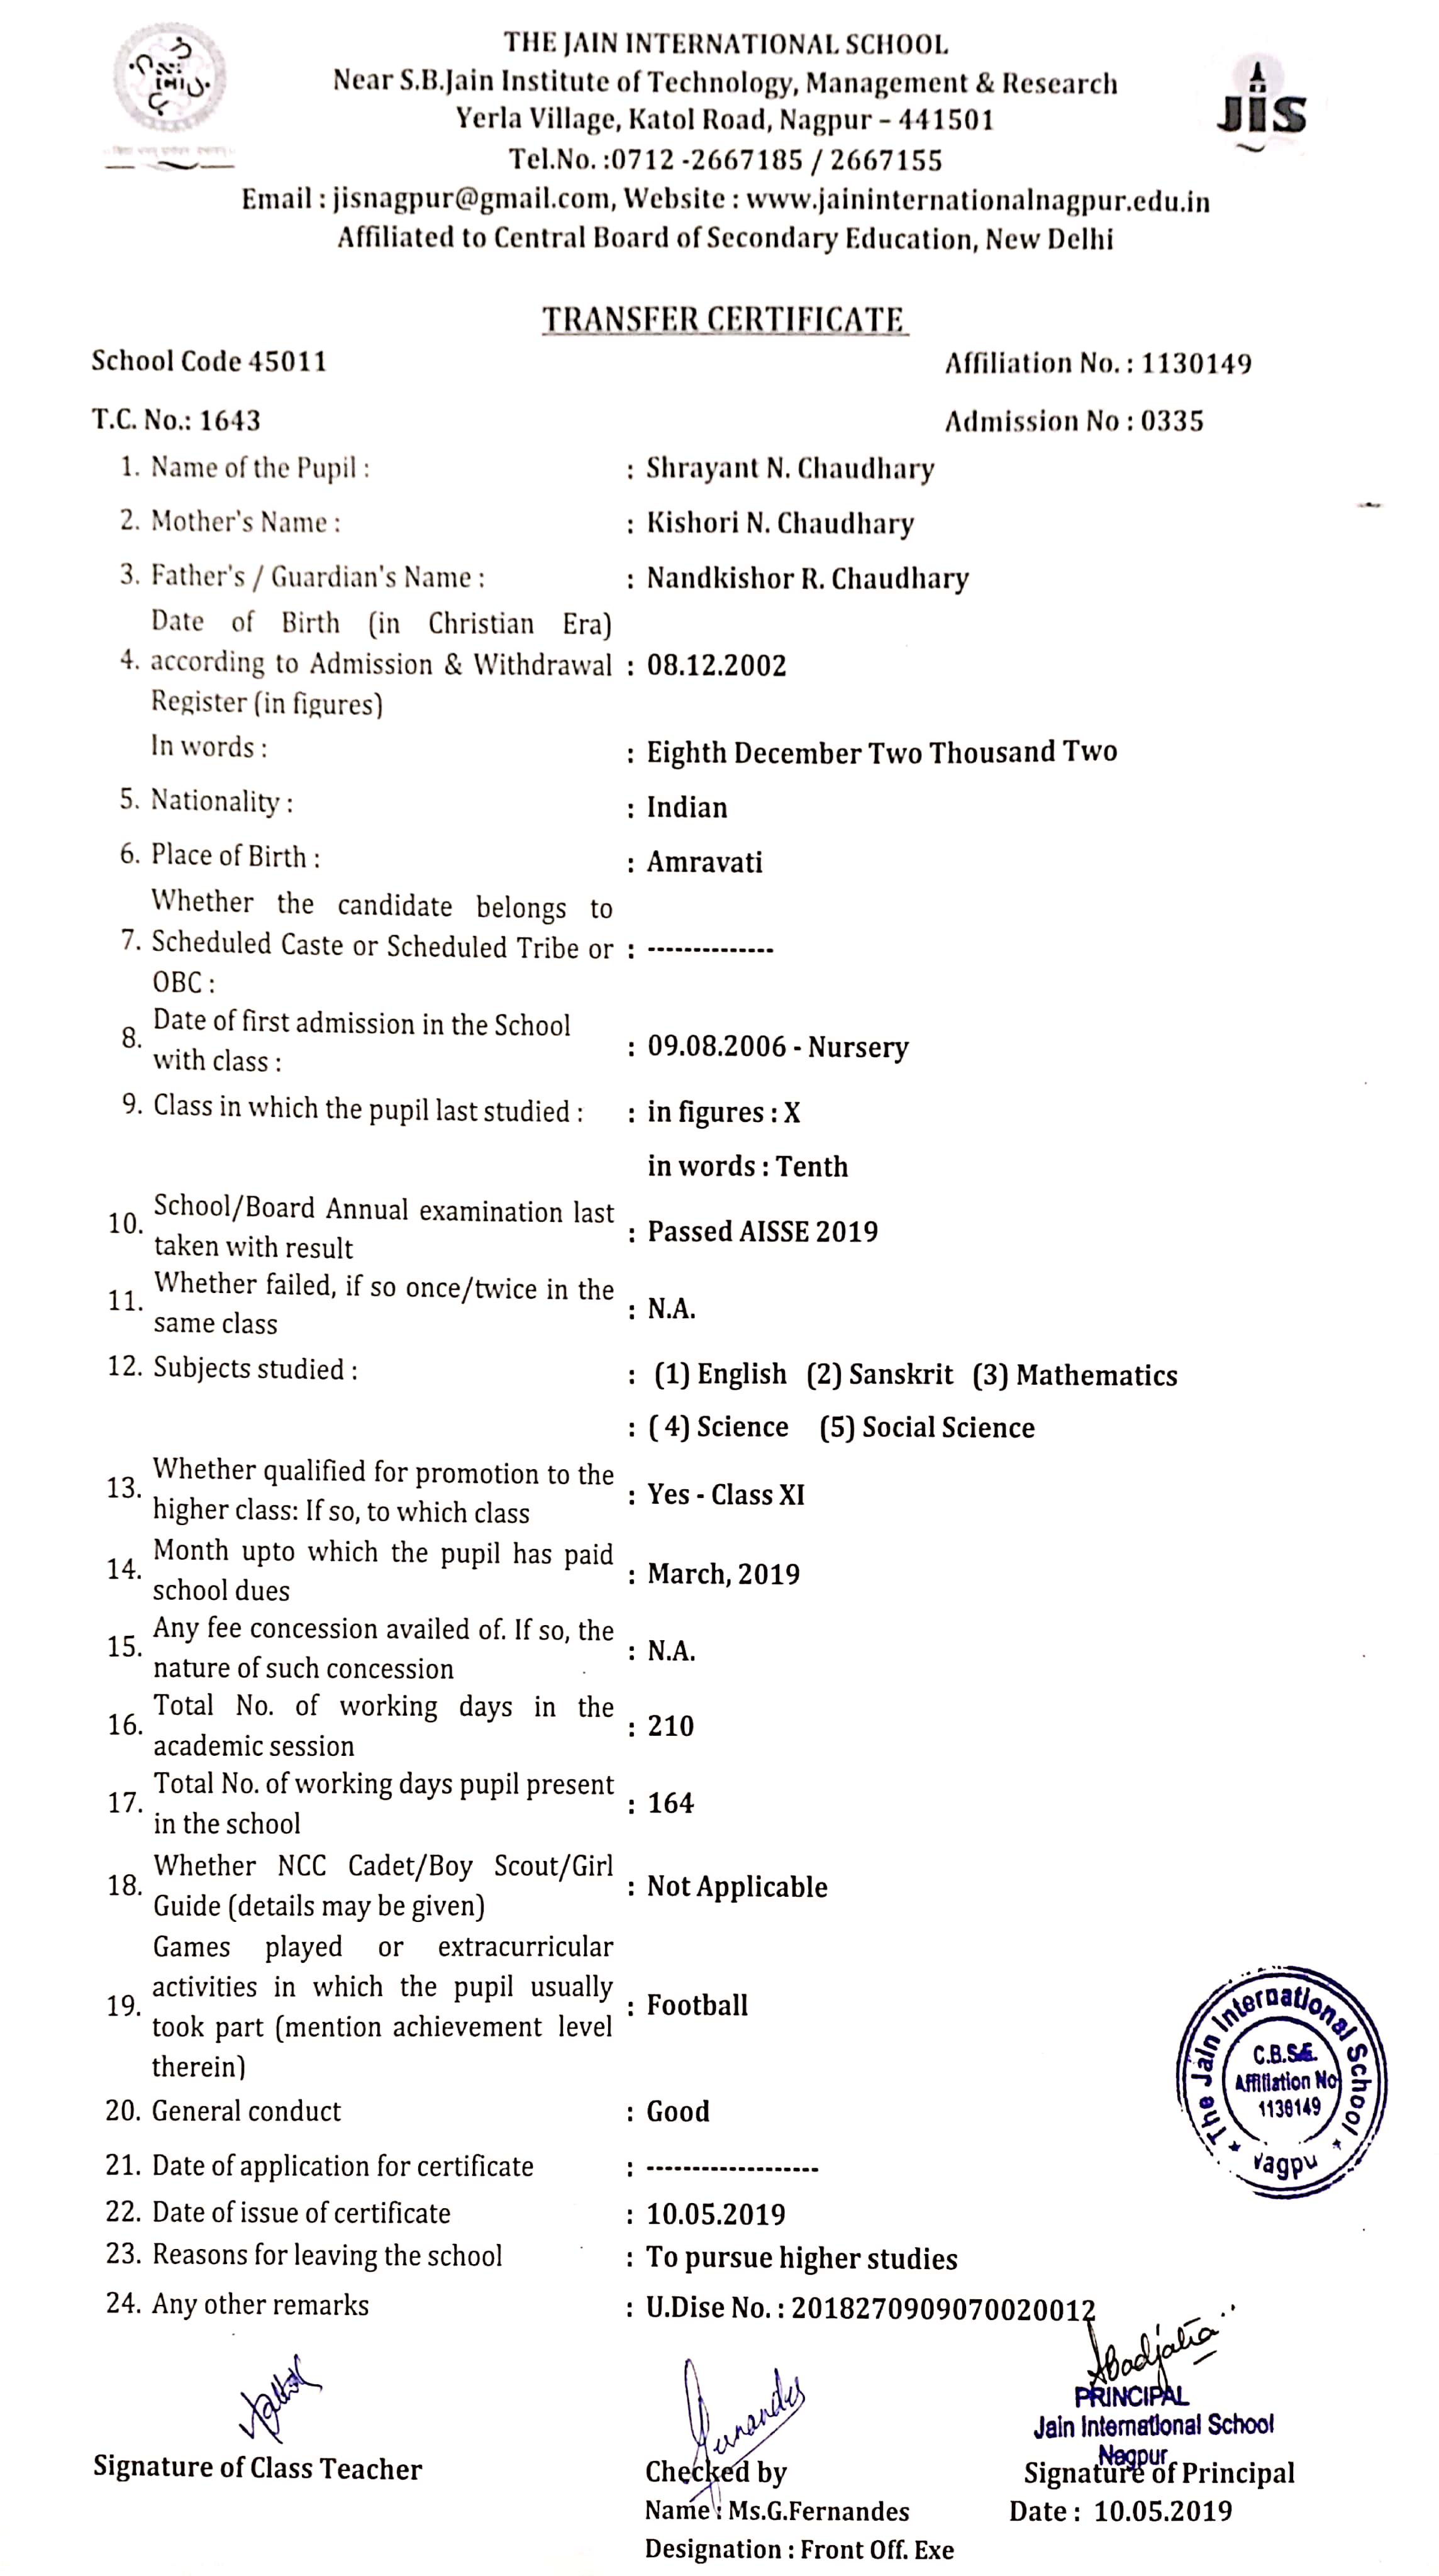 THE JAIN INTERNATIONAL SCHOOL
Near S.B.Jain Institute of Technology, Management & Research
Yerla Village, Katol Road, Nagpur – 441501
Tel.No. :0712 -2667185 / 2667155
Email : jisnagpur@gmail.com, Website : www.jaininternationalnagpur.edu.in
Affiliated to Central Board of Secondary Education, New Delhi
JIS
TRANSFER CERTIFICATE
School Code 45011 Affiliation No. : 1130149
T.C. No.: 1643 Admission No : 0335
1. Name of the Pupil : : Shrayant N. Chaudhary
2. Mother's Name : : Kishori N. Chaudhary
3. Father's / Guardian's Name : : Nandkishor R. Chaudhary
Date of Birth (in Christian Era)
4. according to Admission & Withdrawal : 08.12.2002
Register (in figures)
In words : : Eighth December Two Thousand Two
5. Nationality : : Indian
6. Place of Birth : : Amravati
Whether the candidate belongs to
7. Scheduled Caste or Scheduled Tribe or : --------------
OBC :
8. Date of first admission in the School
with class : : 09.08.2006 - Nursery
9. Class in which the pupil last studied : : in figures : X
in words : Tenth
10. School/Board Annual examination last
taken with result : Passed AISSE 2019
11. Whether failed, if so once/twice in the
same class : N.A.
12. Subjects studied : : (1) English (2) Sanskrit (3) Mathematics
: ( 4) Science (5) Social Science
13. Whether qualified for promotion to the
higher class: If so, to which class : Yes - Class XI
14. Month upto which the pupil has paid
school dues : March, 2019
15. Any fee concession availed of. If so, the
nature of such concession : N.A.
16. Total No. of working days in the
academic session : 210
17. Total No. of working days pupil present
in the school : 164
18. Whether NCC Cadet/Boy Scout/Girl
Guide (details may be given) : Not Applicable
Games played or extracurricular
19. activities in which the pupil usually : Football
took part (mention achievement level
therein)
20. General conduct : Good
21. Date of application for certificate : -------------------
22. Date of issue of certificate : 10.05.2019
23. Reasons for leaving the school : To pursue higher studies
24. Any other remarks : U.Dise No. : 2018270909070020012
The Jain International School
C.B.S.E.
Affiliation No
1130149
Nagpur
Fernandes
PRINCIPAL
Jain International School
Nagpur
Signature of Class Teacher Checked by Signature of Principal
Name : Ms.G.Fernandes Date : 10.05.2019
Designation : Front Off. Exe